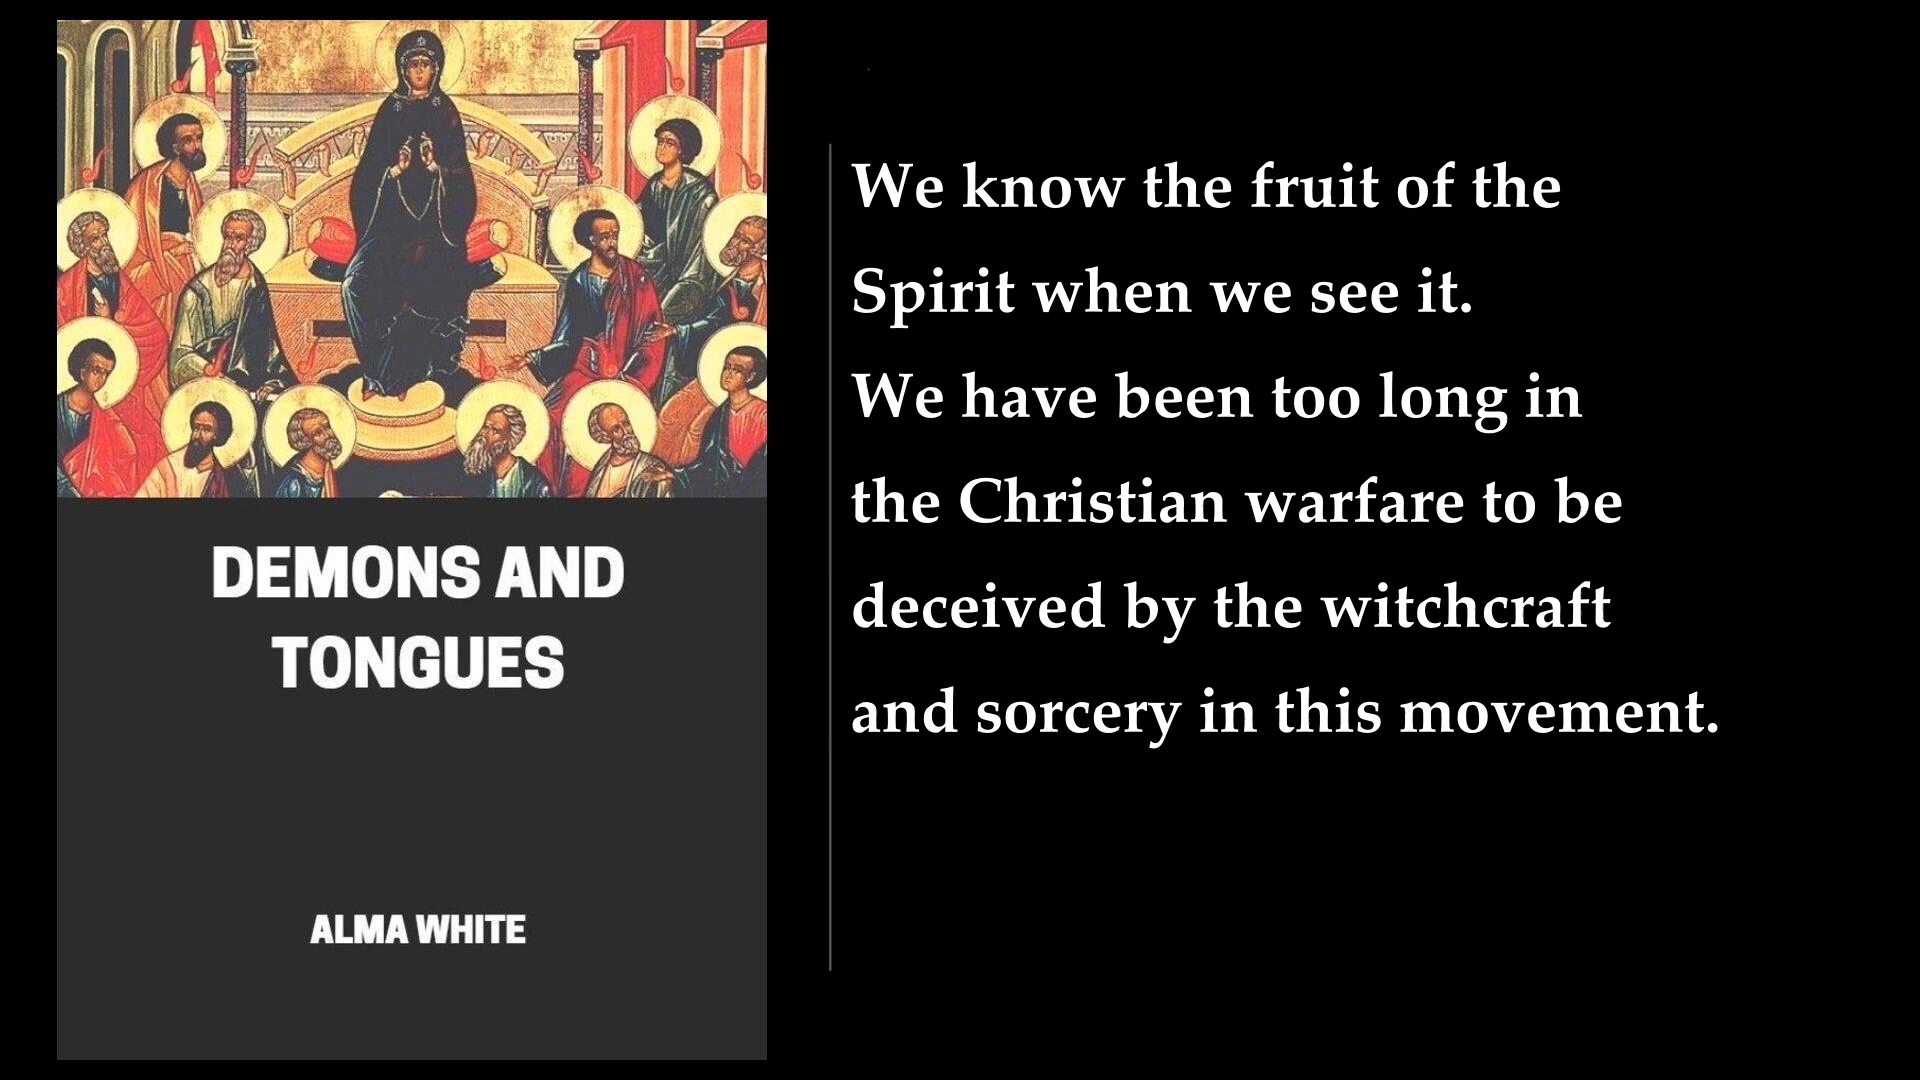 DEMONS AND
TONGUES
ALMA WHITE
We know the fruit of the
Spirit when we see it.
We have been too long in
the Christian warfare to be
deceived by the witchcraft
and sorcery in this movement.